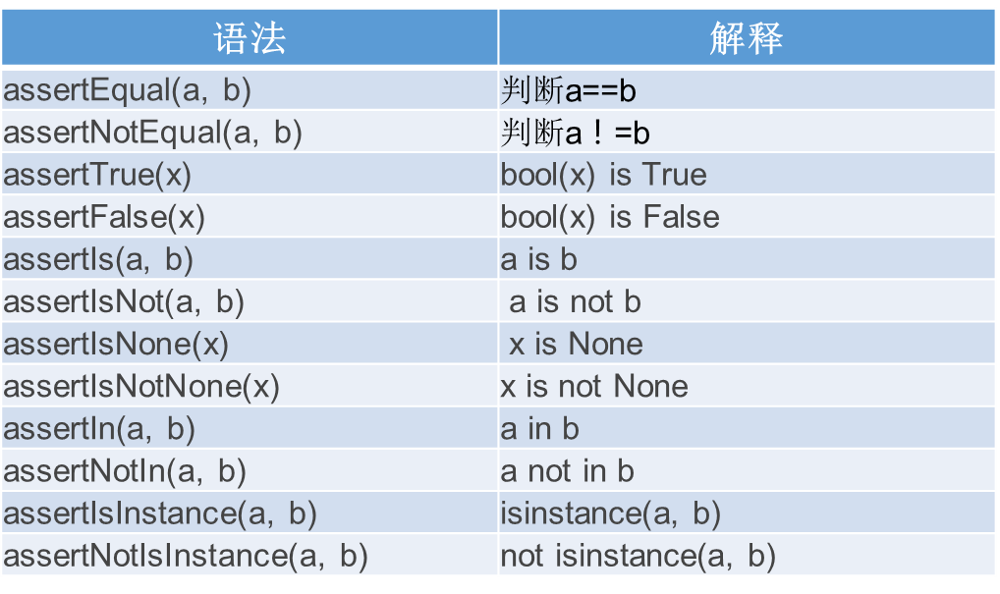 语法 解释
assertEqual(a, b) 判断a==b
assertNotEqual(a, b) 判断a！=b
assertTrue(x) bool(x) is True
assertFalse(x) bool(x) is False
assertIs(a, b) a is b
assertIsNot(a, b) a is not b
assertIsNone(x) x is None
assertIsNotNone(x) x is not None
assertIn(a, b) a in b
assertNotIn(a, b) a not in b
assertIsInstance(a, b) isinstance(a, b)
assertNotIsInstance(a, b) not isinstance(a, b)